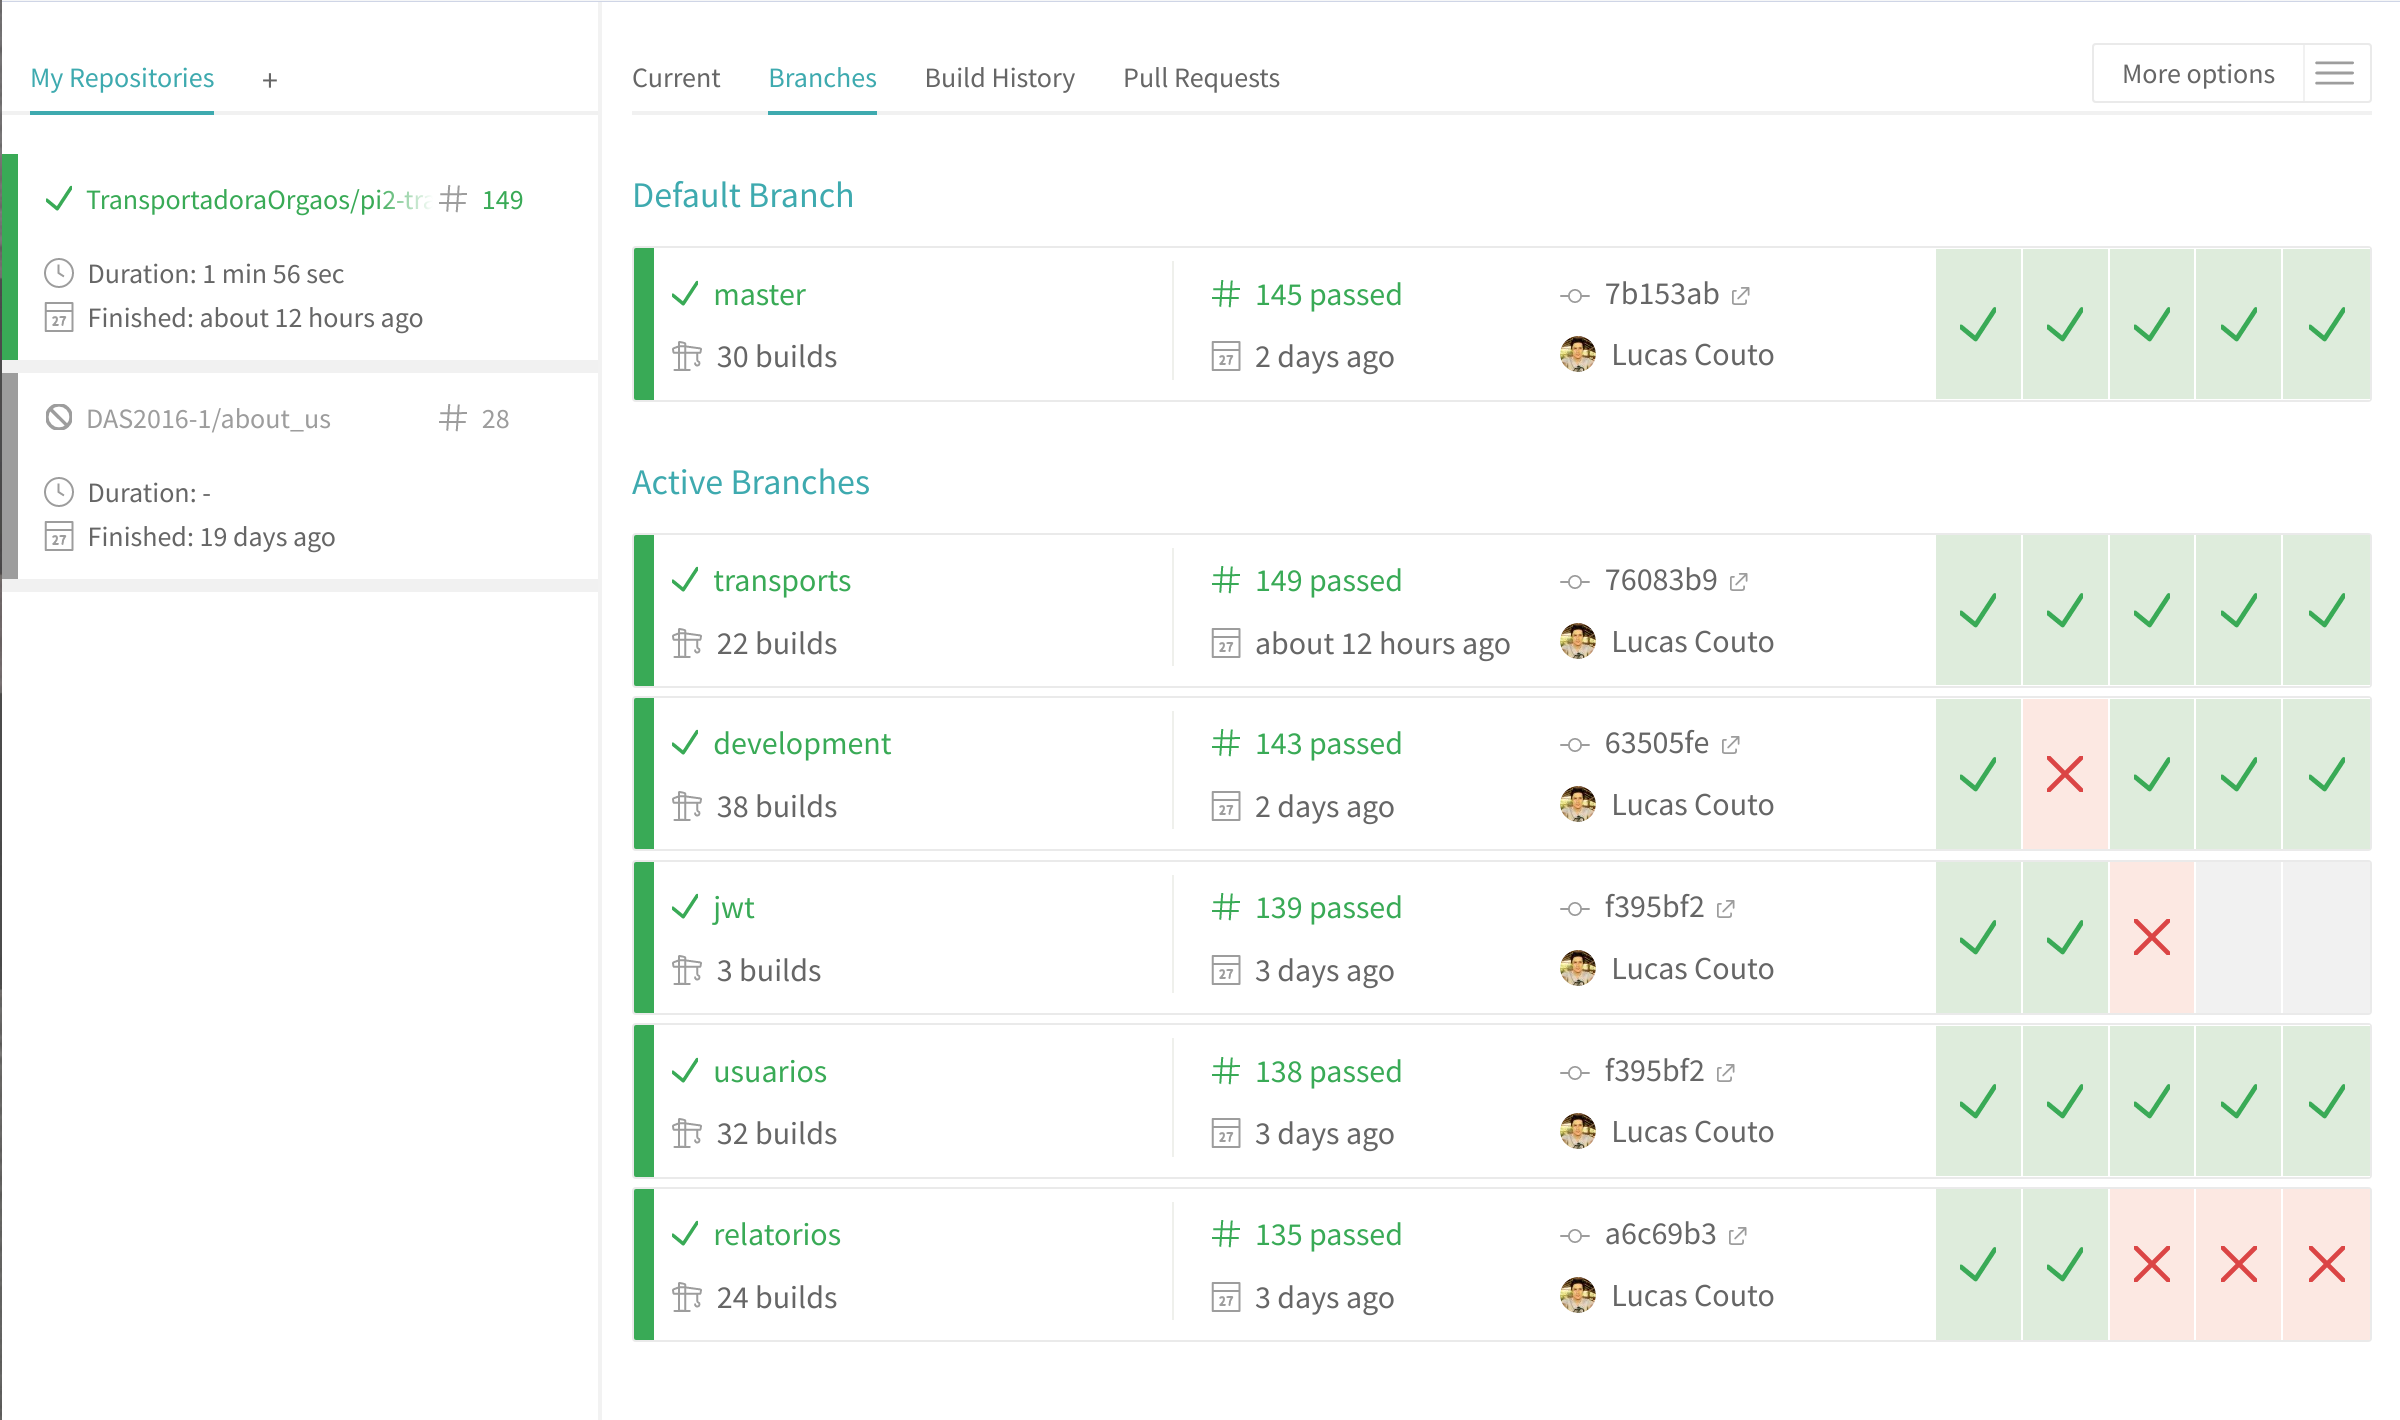 My Repositories +
TransportadoraOrgaos/pi2-tra # 149
Duration: 1 min 56 sec
27 Finished: about 12 hours ago
DAS2016-1/about_us # 28
Duration: -
27 Finished: 19 days ago
Current Branches Build History Pull Requests
More options
Default Branch
master # 145 passed 7b153ab
30 builds 27 2 days ago Lucas Couto
Active Branches
transports # 149 passed 76083b9
22 builds 27 about 12 hours ago Lucas Couto
development # 143 passed 63505fe
38 builds 27 2 days ago Lucas Couto
jwt # 139 passed f395bf2
3 builds 27 3 days ago Lucas Couto
usuarios # 138 passed f395bf2
32 builds 27 3 days ago Lucas Couto
relatorios # 135 passed a6c69b3
24 builds 27 3 days ago Lucas Couto